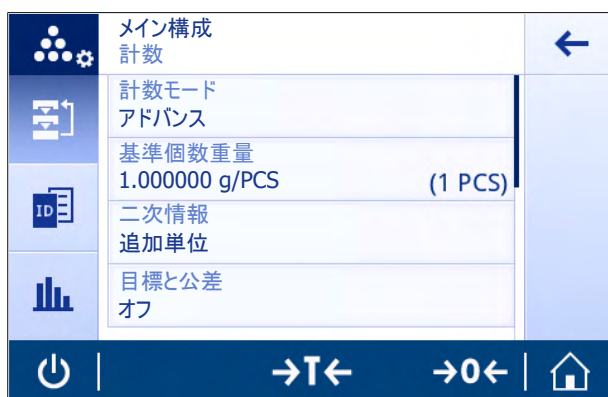 メイン構成
計数
計数モード
アドバンス
基準個数重量
1.000000 g/PCS (1 PCS)
二次情報
ID
追加単位
目標と公差
オフ
→T← →0←